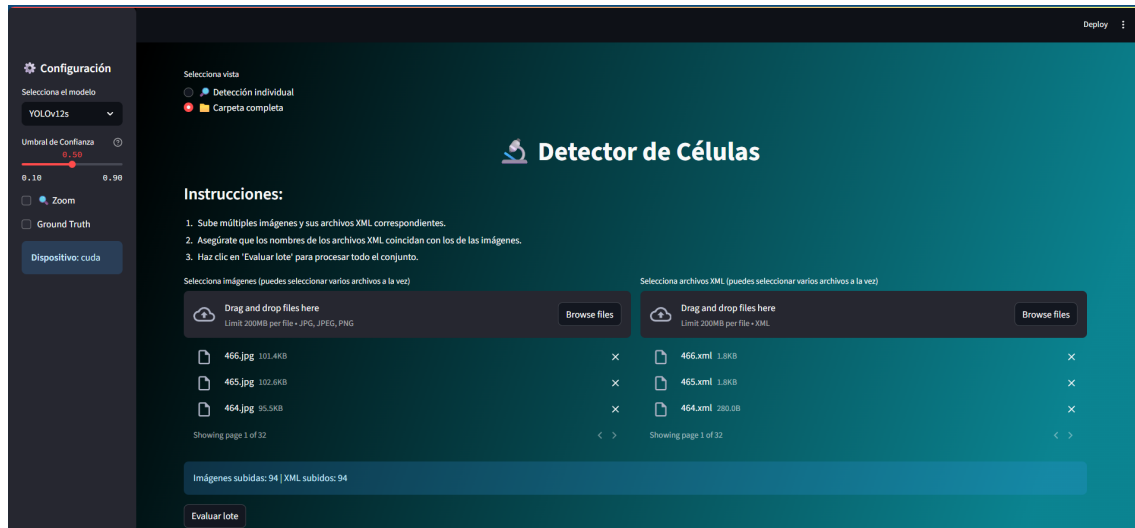 Deploy
Configuración
Selecciona el modelo
YOLOv12s
Umbral de Confianza
0.50
0.10 0.90
Zoom
Ground Truth
Dispositivo: cuda
Selecciona vista
Detección individual
Carpeta completa
Detector de Células
Instrucciones:
1. Sube múltiples imágenes y sus archivos XML correspondientes.
2. Asegúrate que los nombres de los archivos XML coincidan con los de las imágenes.
3. Haz clic en 'Evaluar lote' para procesar todo el conjunto.
Selecciona imágenes (puedes seleccionar varios archivos a la vez)
Drag and drop files here
Limit 200MB per file • JPG, JPEG, PNG
Browse files
466.jpg 101.4KB
465.jpg 102.6KB
464.jpg 95.5KB
Showing page 1 of 32
Selecciona archivos XML (puedes seleccionar varios archivos a la vez)
Drag and drop files here
Limit 200MB per file • XML
Browse files
466.xml 1.8KB
465.xml 1.8KB
464.xml 280.0B
Showing page 1 of 32
Imágenes subidas: 94 | XML subidos: 94
Evaluar lote